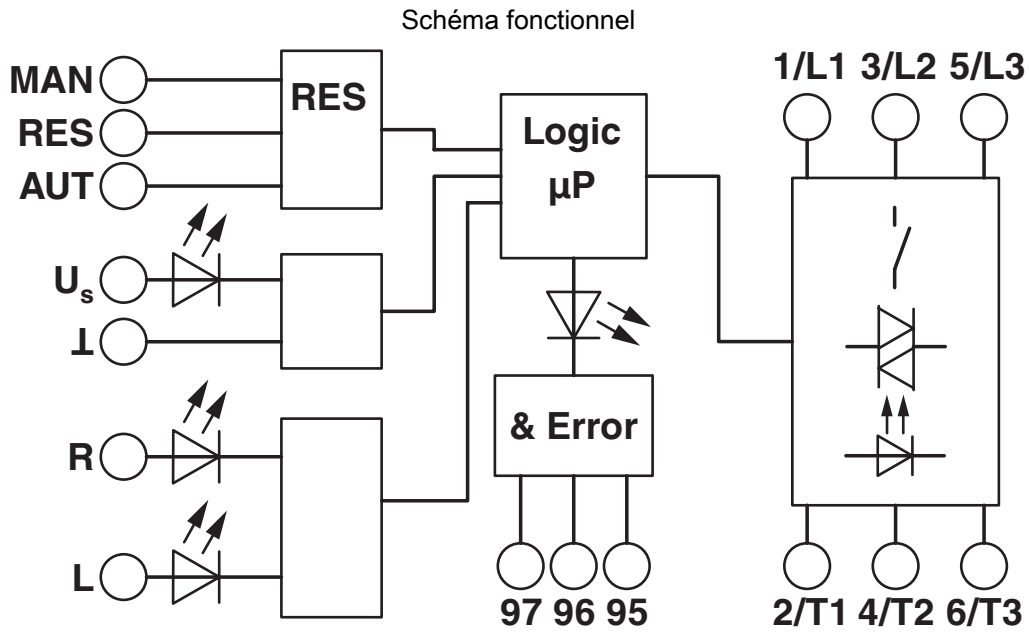 Schéma fonctionnel
MAN
RES
AUT
RES
Us
⊥
R
L
Logic
µP
& Error
97 96 95
1/L1 3/L2 5/L3
2/T1 4/T2 6/T3